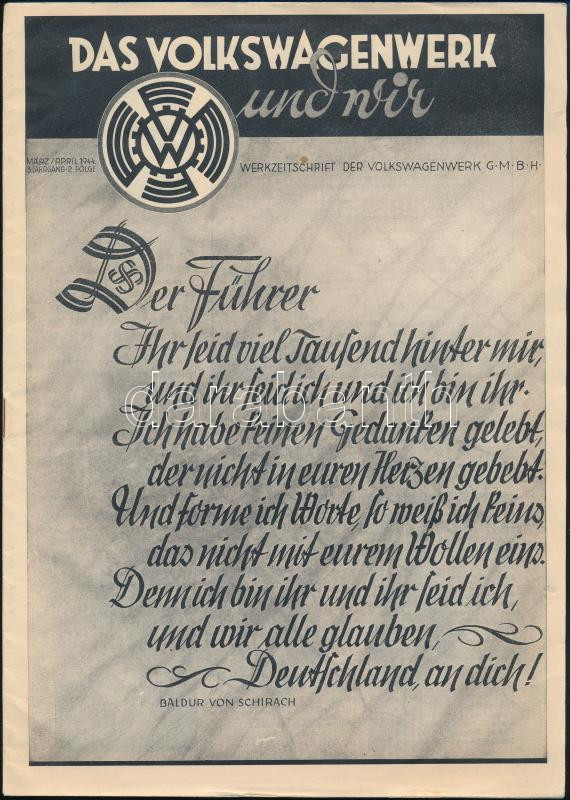 DAS VOLKSWAGENWERK
und wir
MÄRZ/APRIL 1944
3. JAHRGANG·2. FOLGE
VW
WERKZEITSCHRIFT DER VOLKSWAGENWERK G·M·B·H·
Der Führer
Ihr seid viel Tausend hinter mir,
und ihr seid ich und ich bin ihr.
Ich habe keinen Gedanken gelebt,
der nicht in euren Herzen gebebt.
Und forme ich Worte, so weiß ich keins,
das nicht mit eurem Wollen eins.
Denn ich bin ihr und ihr seid ich,
und wir alle glauben,
Deutschland, an dich!
BALDUR VON SCHIRACH
darabanth